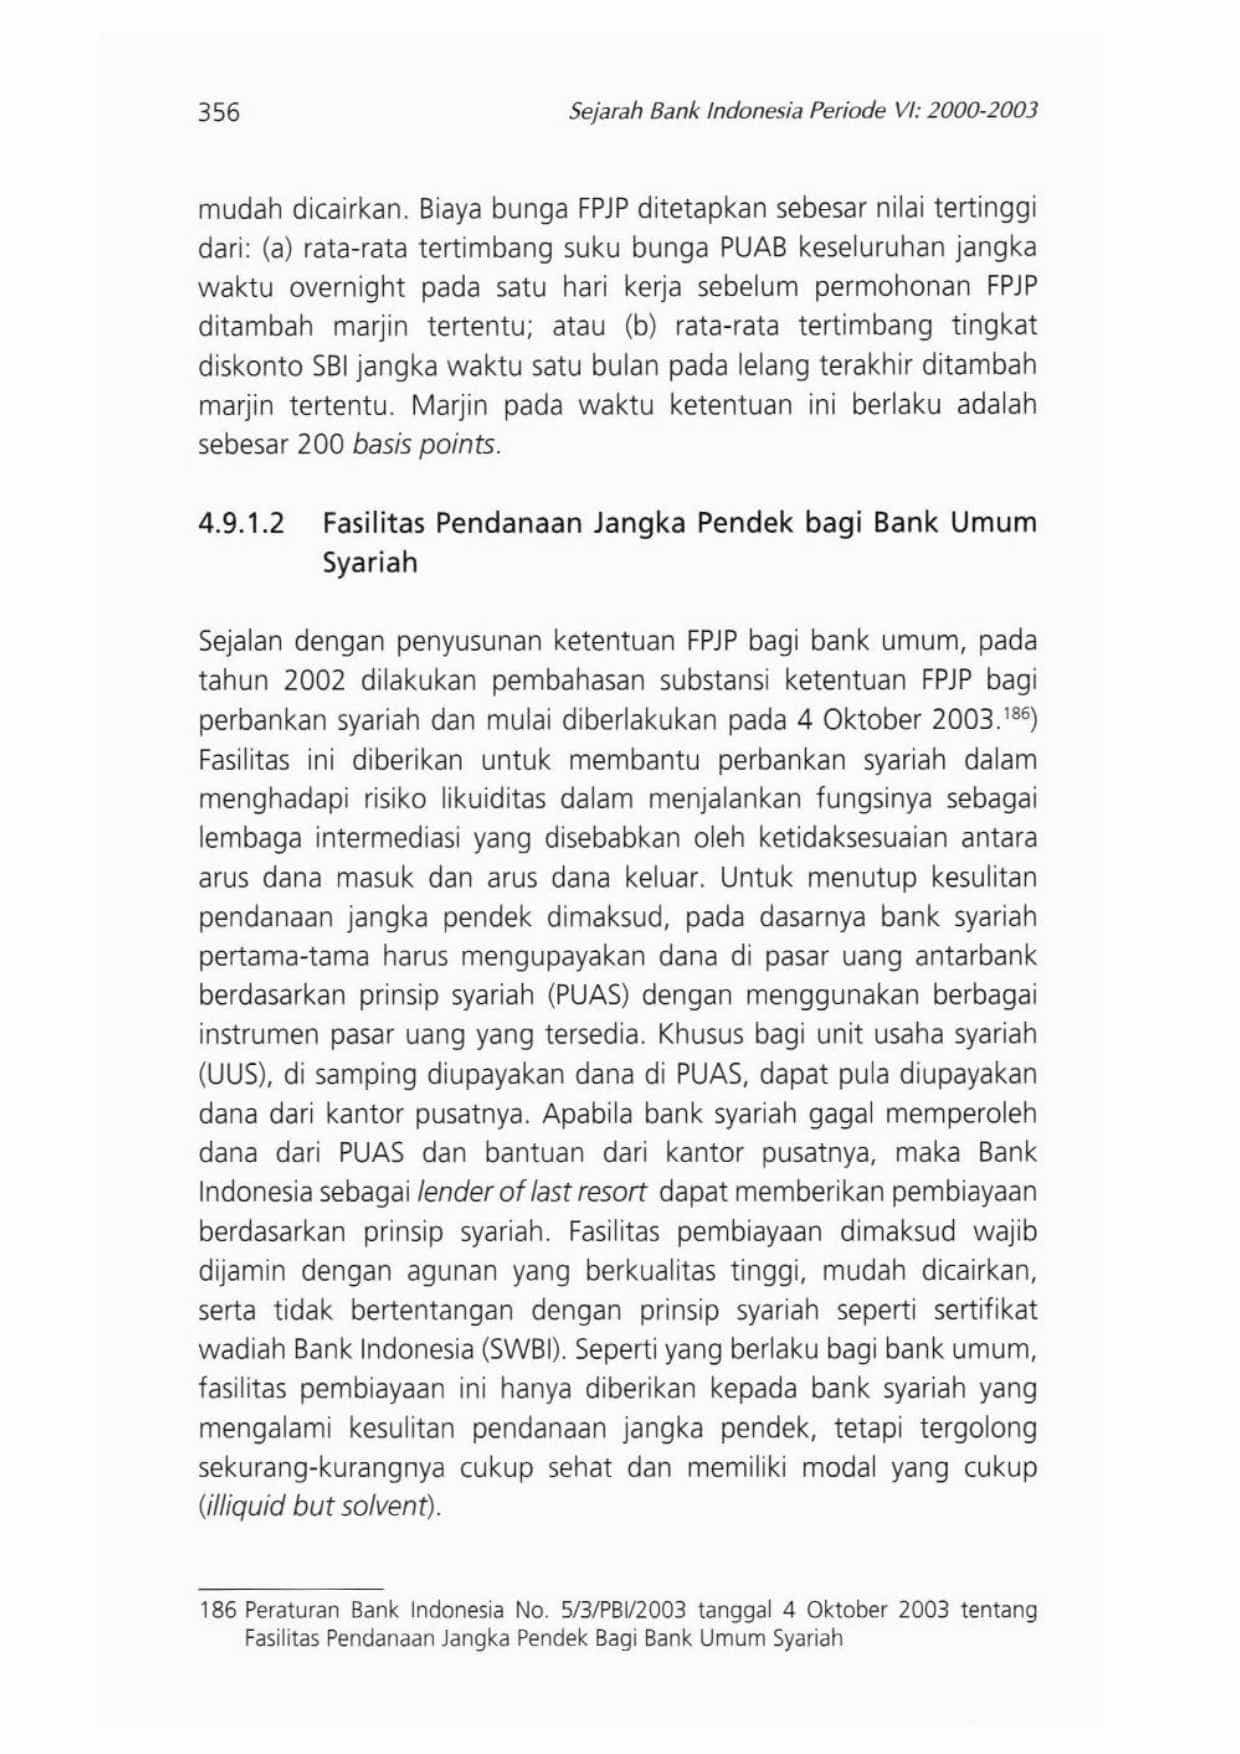 356 Sejarah Bank Indonesia Periode VI: 2000-2003
mudah dicairkan. Biaya bunga FPJP ditetapkan sebesar nilai tertinggi
dari: (a) rata-rata tertimbang suku bunga PUAB keseluruhan jangka
waktu overnight pada satu hari kerja sebelum permohonan FPJP
ditambah marjin tertentu; atau (b) rata-rata tertimbang tingkat
diskonto SBI jangka waktu satu bulan pada lelang terakhir ditambah
marjin tertentu. Marjin pada waktu ketentuan ini berlaku adalah
sebesar 200 basis points.
4.9.1.2 Fasilitas Pendanaan Jangka Pendek bagi Bank Umum
Syariah
Sejalan dengan penyusunan ketentuan FPJP bagi bank umum, pada
tahun 2002 dilakukan pembahasan substansi ketentuan FPJP bagi
perbankan syariah dan mulai diberlakukan pada 4 Oktober 2003.186)
Fasilitas ini diberikan untuk membantu perbankan syariah dalam
menghadapi risiko likuiditas dalam menjalankan fungsinya sebagai
lembaga intermediasi yang disebabkan oleh ketidaksesuaian antara
arus dana masuk dan arus dana keluar. Untuk menutup kesulitan
pendanaan jangka pendek dimaksud, pada dasarnya bank syariah
pertama-tama harus mengupayakan dana di pasar uang antarbank
berdasarkan prinsip syariah (PUAS) dengan menggunakan berbagai
instrumen pasar uang yang tersedia. Khusus bagi unit usaha syariah
(UUS), di samping diupayakan dana di PUAS, dapat pula diupayakan
dana dari kantor pusatnya. Apabila bank syariah gagal memperoleh
dana dari PUAS dan bantuan dari kantor pusatnya, maka Bank
Indonesia sebagai lender of last resort dapat memberikan pembiayaan
berdasarkan prinsip syariah. Fasilitas pembiayaan dimaksud wajib
dijamin dengan agunan yang berkualitas tinggi, mudah dicairkan,
serta tidak bertentangan dengan prinsip syariah seperti sertifikat
wadiah Bank Indonesia (SWBI). Seperti yang berlaku bagi bank umum,
fasilitas pembiayaan ini hanya diberikan kepada bank syariah yang
mengalami kesulitan pendanaan jangka pendek, tetapi tergolong
sekurang-kurangnya cukup sehat dan memiliki modal yang cukup
(illiquid but solvent).
186 Peraturan Bank Indonesia No. 5/3/PBI/2003 tanggal 4 Oktober 2003 tentang
Fasilitas Pendanaan Jangka Pendek Bagi Bank Umum Syariah